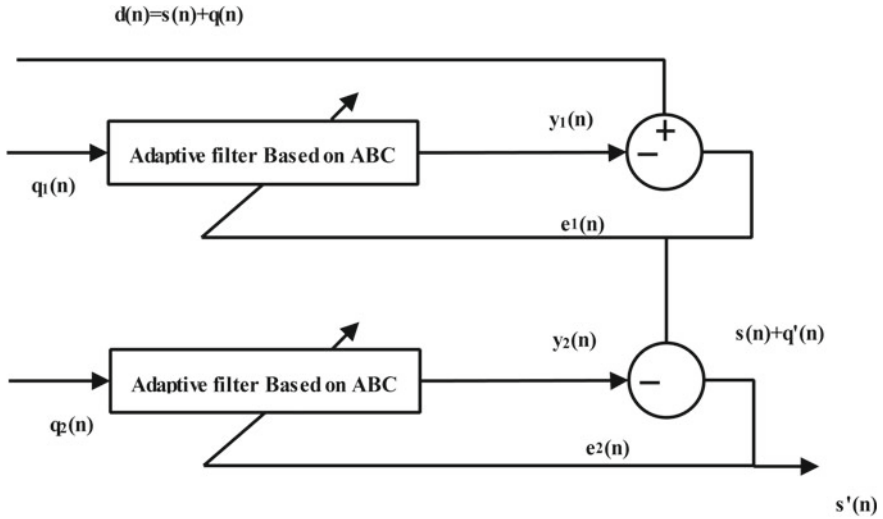 d(n)=s(n)+q(n)
y₁(n)
+
−
Adaptive filter Based on ABC
q₁(n)
e¹(n)
y₂(n)
s(n)+q'(n)
−
Adaptive filter Based on ABC
q₂(n)
e²(n)
s'(n)